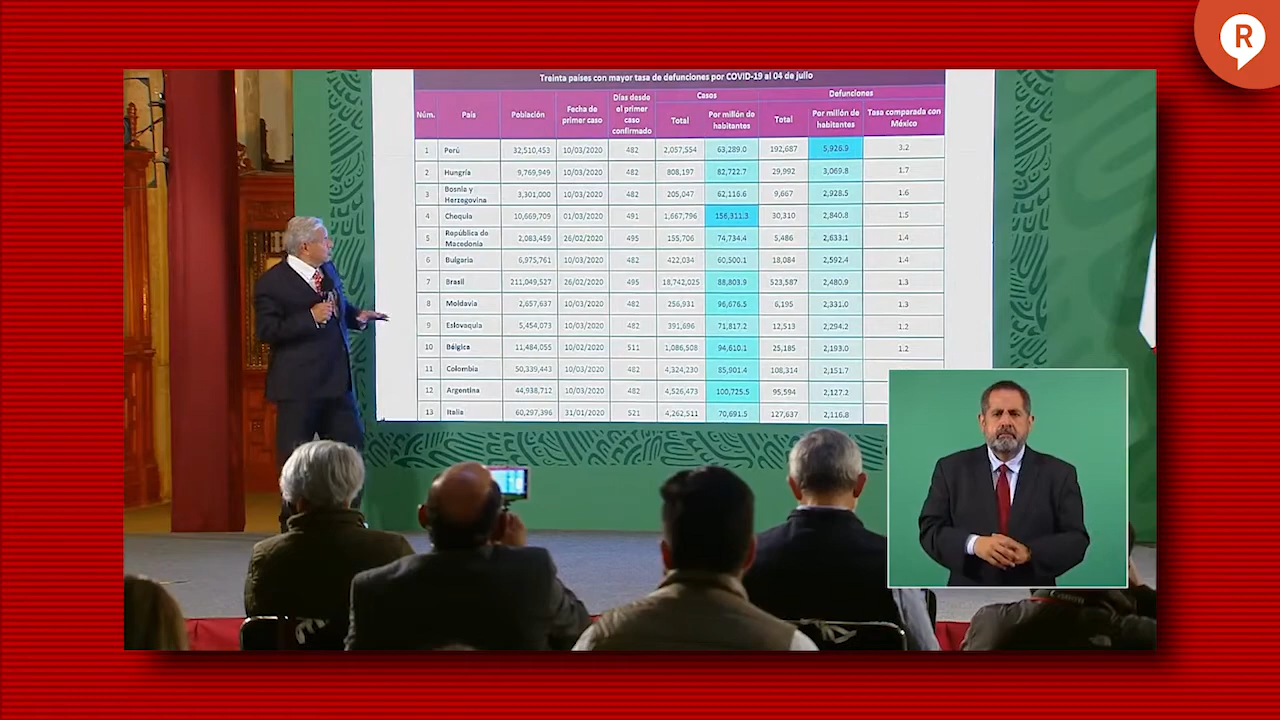 R
Treinta países con mayor tasa de defunciones por COVID-19 al 04 de julio
Núm. País Población Fecha de primer caso Días desde el primer caso confirmado Casos Defunciones
Total Por millón de habitantes Total Por millón de habitantes Tasa comparada con México
1 Perú 32,510,453 10/03/2020 482 2,057,554 63,289.0 192,687 5,926.9 3.2
2 Hungría 9,769,949 10/03/2020 482 808,197 82,722.7 29,992 3,069.8 1.7
3 Bosnia y Herzegovina 3,301,000 10/03/2020 482 205,047 62,116.6 9,667 2,928.5 1.6
4 Chequia 10,669,709 01/03/2020 491 1,667,796 156,311.3 30,310 2,840.8 1.5
5 República de Macedonia 2,083,459 26/02/2020 495 155,706 74,734.4 5,486 2,633.1 1.4
6 Bulgaria 6,975,761 10/03/2020 482 422,034 60,500.1 18,084 2,592.4 1.4
7 Brasil 211,049,527 26/02/2020 495 18,742,025 88,803.9 523,587 2,480.9 1.3
8 Moldavia 2,657,637 10/03/2020 482 256,931 96,676.5 6,195 2,331.0 1.3
9 Eslovaquia 5,454,073 10/03/2020 482 391,696 71,817.2 12,513 2,294.2 1.2
10 Bélgica 11,484,055 10/02/2020 511 1,086,508 94,610.1 25,185 2,193.0 1.2
11 Colombia 50,339,443 10/03/2020 482 4,324,230 85,901.4 108,314 2,151.7
12 Argentina 44,938,712 10/03/2020 482 4,526,473 100,725.5 95,594 2,127.2
13 Italia 60,297,396 31/01/2020 521 4,262,511 70,691.5 127,637 2,116.8